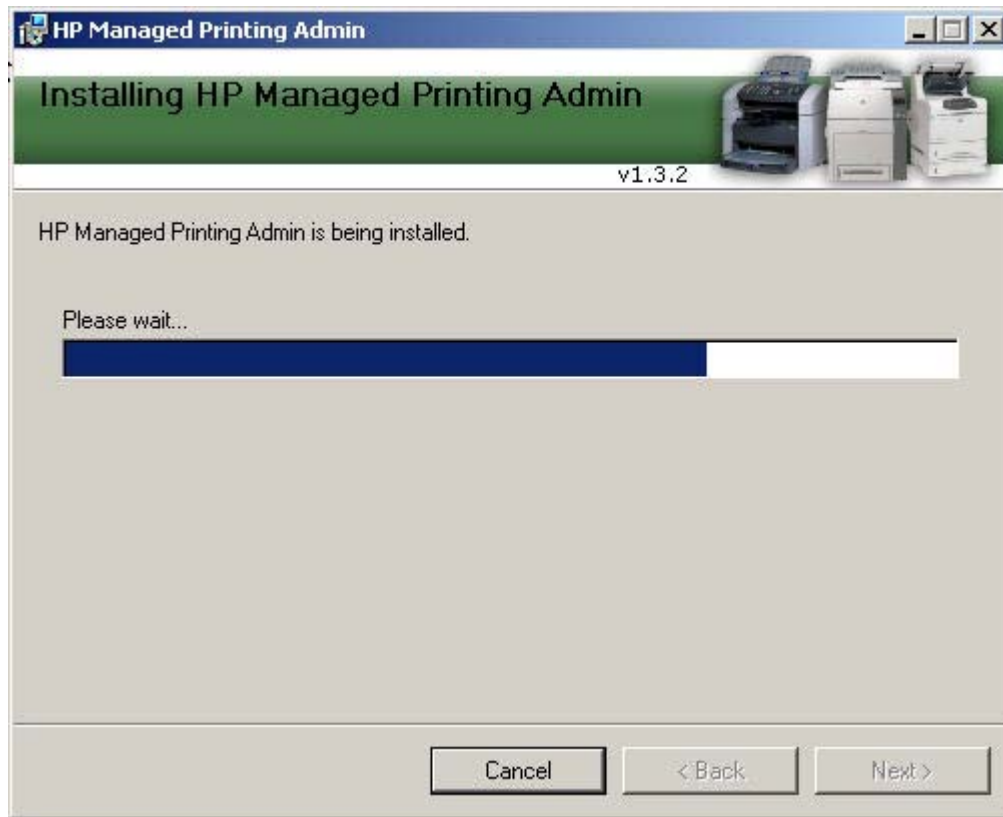 HP Managed Printing Admin
Installing HP Managed Printing Admin
v1.3.2
HP Managed Printing Admin is being installed.
Please wait...
Cancel
< Back
Next >